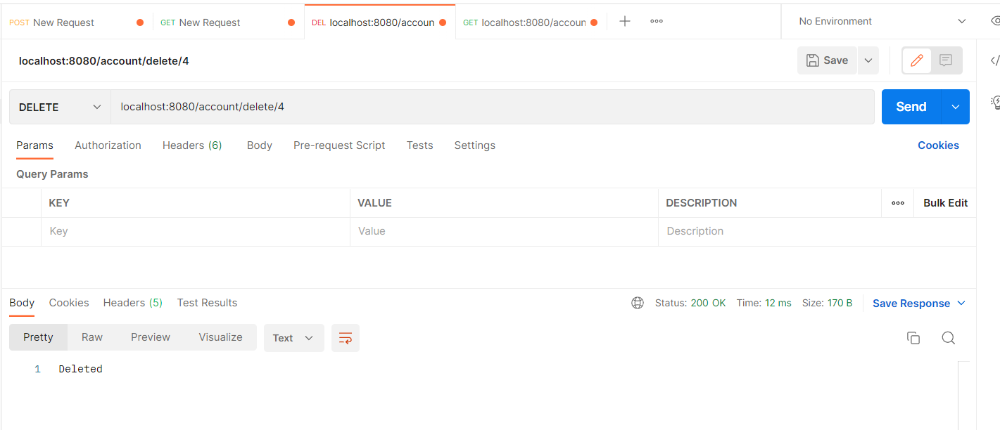 POST New Request GET New Request DEL localhost:8080/accoun GET localhost:8080/accoun No Environment
localhost:8080/account/delete/4 Save
DELETE localhost:8080/account/delete/4 Send
Params Authorization Headers (6) Body Pre-request Script Tests Settings Cookies
Query Params
KEY VALUE DESCRIPTION Bulk Edit
Key Value Description
Body Cookies Headers (5) Test Results Status: 200 OK Time: 12 ms Size: 170 B Save Response
Pretty Raw Preview Visualize Text
1 Deleted